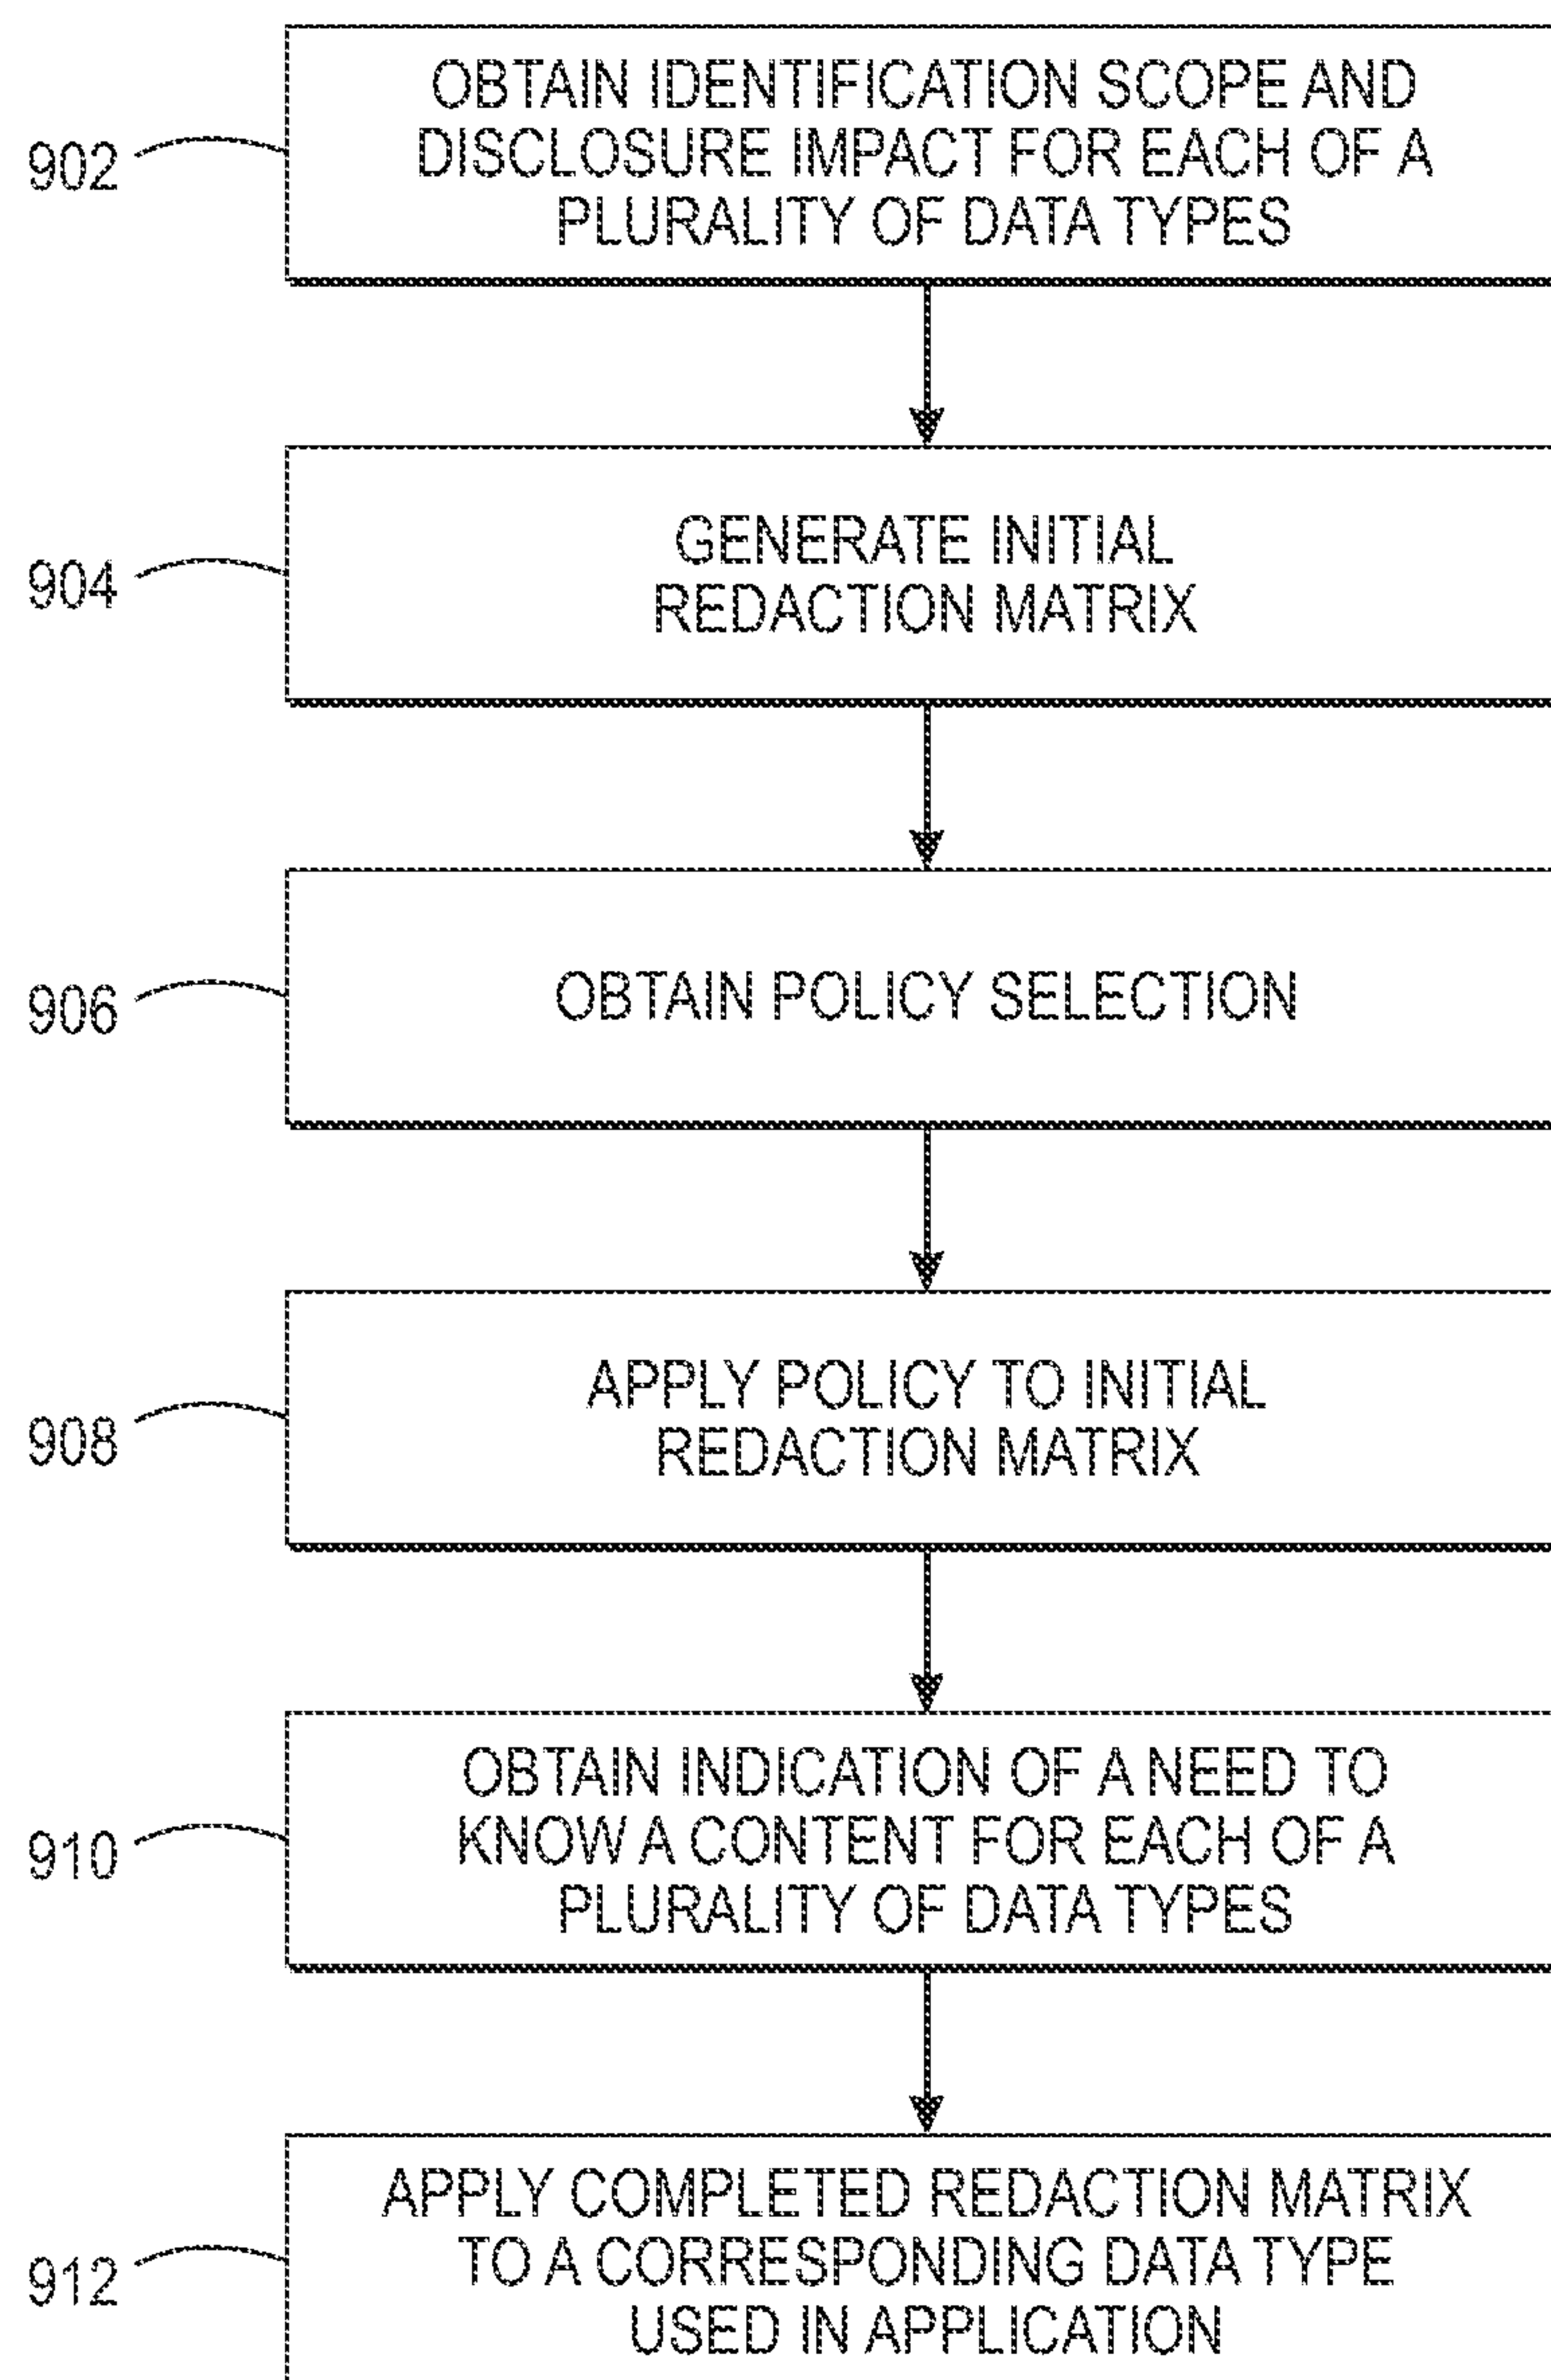 902
OBTAIN IDENTIFICATION SCOPE AND
DISCLOSURE IMPACT FOR EACH OF A
PLURALITY OF DATA TYPES
904
GENERATE INITIAL
REDACTION MATRIX
906
OBTAIN POLICY SELECTION
908
APPLY POLICY TO INITIAL
REDACTION MATRIX
910
OBTAIN INDICATION OF A NEED TO
KNOW A CONTENT FOR EACH OF A
PLURALITY OF DATA TYPES
912
APPLY COMPLETED REDACTION MATRIX
TO A CORRESPONDING DATA TYPE
USED IN APPLICATION